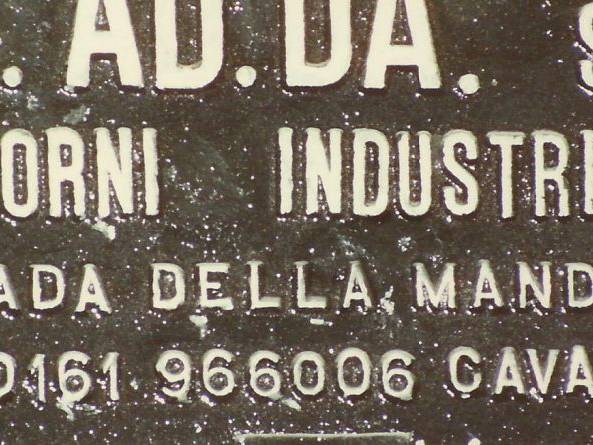 . AD.DA. S
ORNI INDUSTRI
ADA DELLA MAND
0161 966006 CAVA